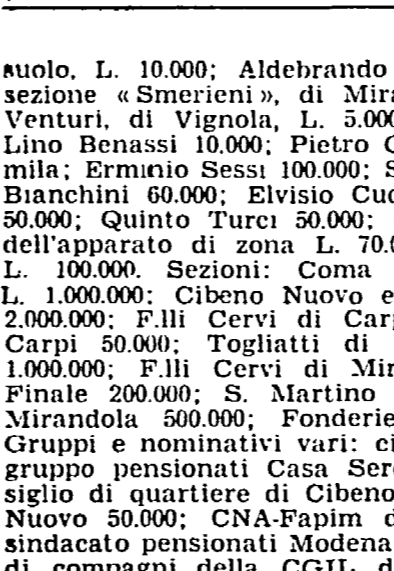 suolo, L. 10.000; Aldebrando
sezione «Smerieni», di
Venturi, di Vignola, L.
Lino Benassi 10.000; Pietro
mila; Erminio Sessi 100.000;
Bianchini 60.000; Elvisio
50.000; Quinto Turci 50.000;
dell'apparato di zona L.
L. 100.000. Sezioni: Coma
L. 1.000.000; Cibeno Nuovo e
2.000.000; F.lli Cervi di
Carpi 50.000; Togliatti di
1.000.000; F.lli Cervi di
Finale 200.000; S. Martino
Mirandola 500.000; Fonderie
Gruppi e nominativi vari:
gruppo pensionati Casa
siglio di quartiere di Cibeno
Nuovo 50.000; CNA-Fapim
sindacato pensionati Modena
di compagni della CGIL